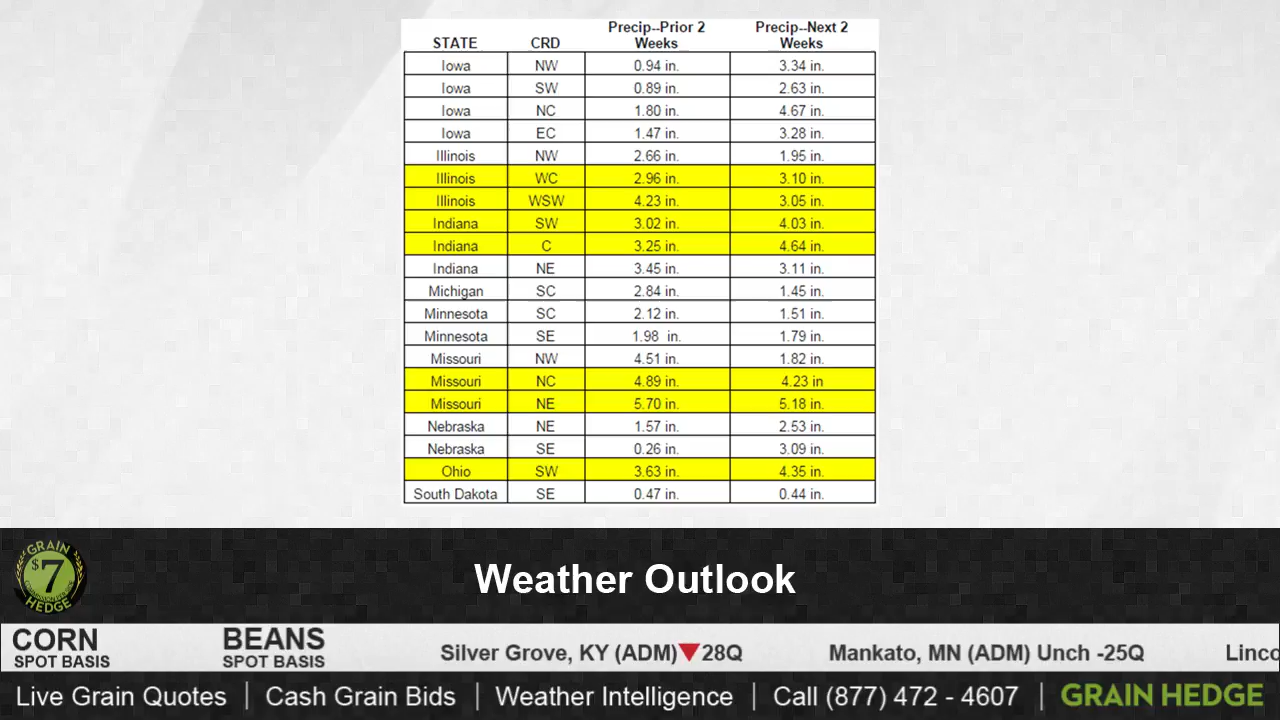 STATE CRD Precip--Prior 2 Weeks Precip--Next 2 Weeks
Iowa NW 0.94 in. 3.34 in.
Iowa SW 0.89 in. 2.63 in.
Iowa NC 1.80 in. 4.67 in.
Iowa EC 1.47 in. 3.28 in.
Illinois NW 2.66 in. 1.95 in.
Illinois WC 2.96 in. 3.10 in.
Illinois WSW 4.23 in. 3.05 in.
Indiana SW 3.02 in. 4.03 in.
Indiana C 3.25 in. 4.64 in.
Indiana NE 3.45 in. 3.11 in.
Michigan SC 2.84 in. 1.45 in.
Minnesota SC 2.12 in. 1.51 in.
Minnesota SE 1.98 in. 1.79 in.
Missouri NW 4.51 in. 1.82 in.
Missouri NC 4.89 in. 4.23 in
Missouri NE 5.70 in. 5.18 in.
Nebraska NE 1.57 in. 2.53 in.
Nebraska SE 0.26 in. 3.09 in.
Ohio SW 3.63 in. 4.35 in.
South Dakota SE 0.47 in. 0.44 in.
GRAIN
$7
HEDGE
Weather Outlook
CORN
SPOT BASIS
BEANS
SPOT BASIS
Silver Grove, KY (ADM)▼28Q Mankato, MN (ADM) Unch -25Q Linco
Live Grain Quotes | Cash Grain Bids | Weather Intelligence | Call (877) 472 - 4607 | GRAIN HEDGE